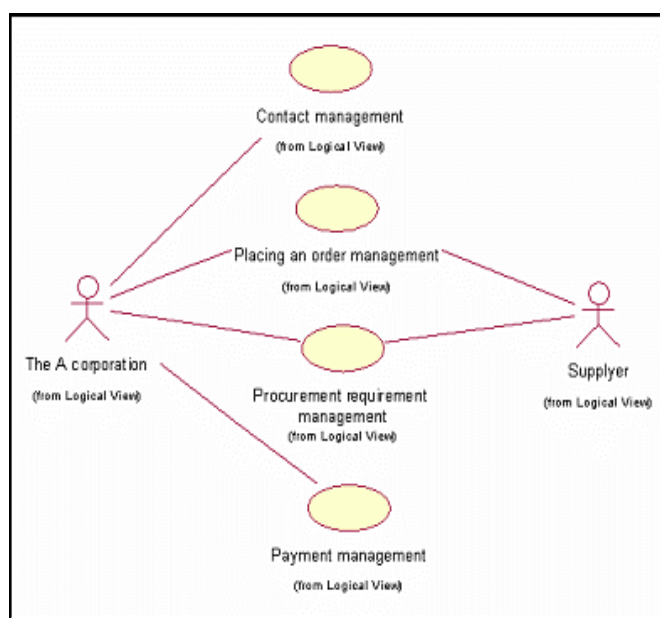 Contact management
(from Logical View)
Placing an order management
(from Logical View)
The A corporation
(from Logical View)
Supplyer
(from Logical View)
Procurement requirement
management
(from Logical View)
Payment management
(from Logical View)